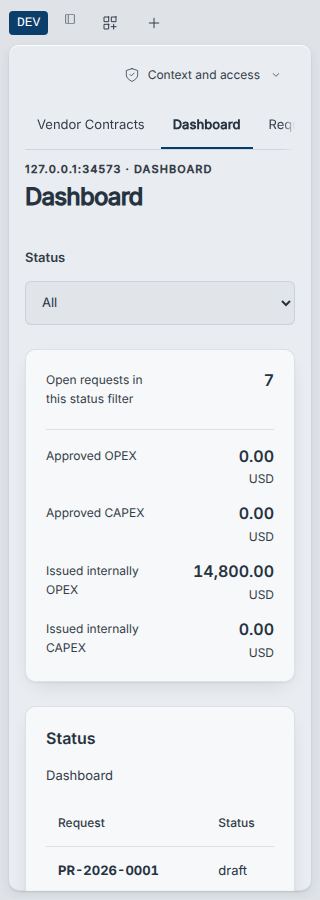 DEV
Context and access
Vendor Contracts
Dashboard
Req
127.0.0.1:34573 · DASHBOARD
Dashboard
Status
All
Open requests in
this status filter
7
Approved OPEX
0.00
USD
Approved CAPEX
0.00
USD
Issued internally
OPEX
14,800.00
USD
Issued internally
CAPEX
0.00
USD
Status
Dashboard
Request
Status
PR-2026-0001
draft